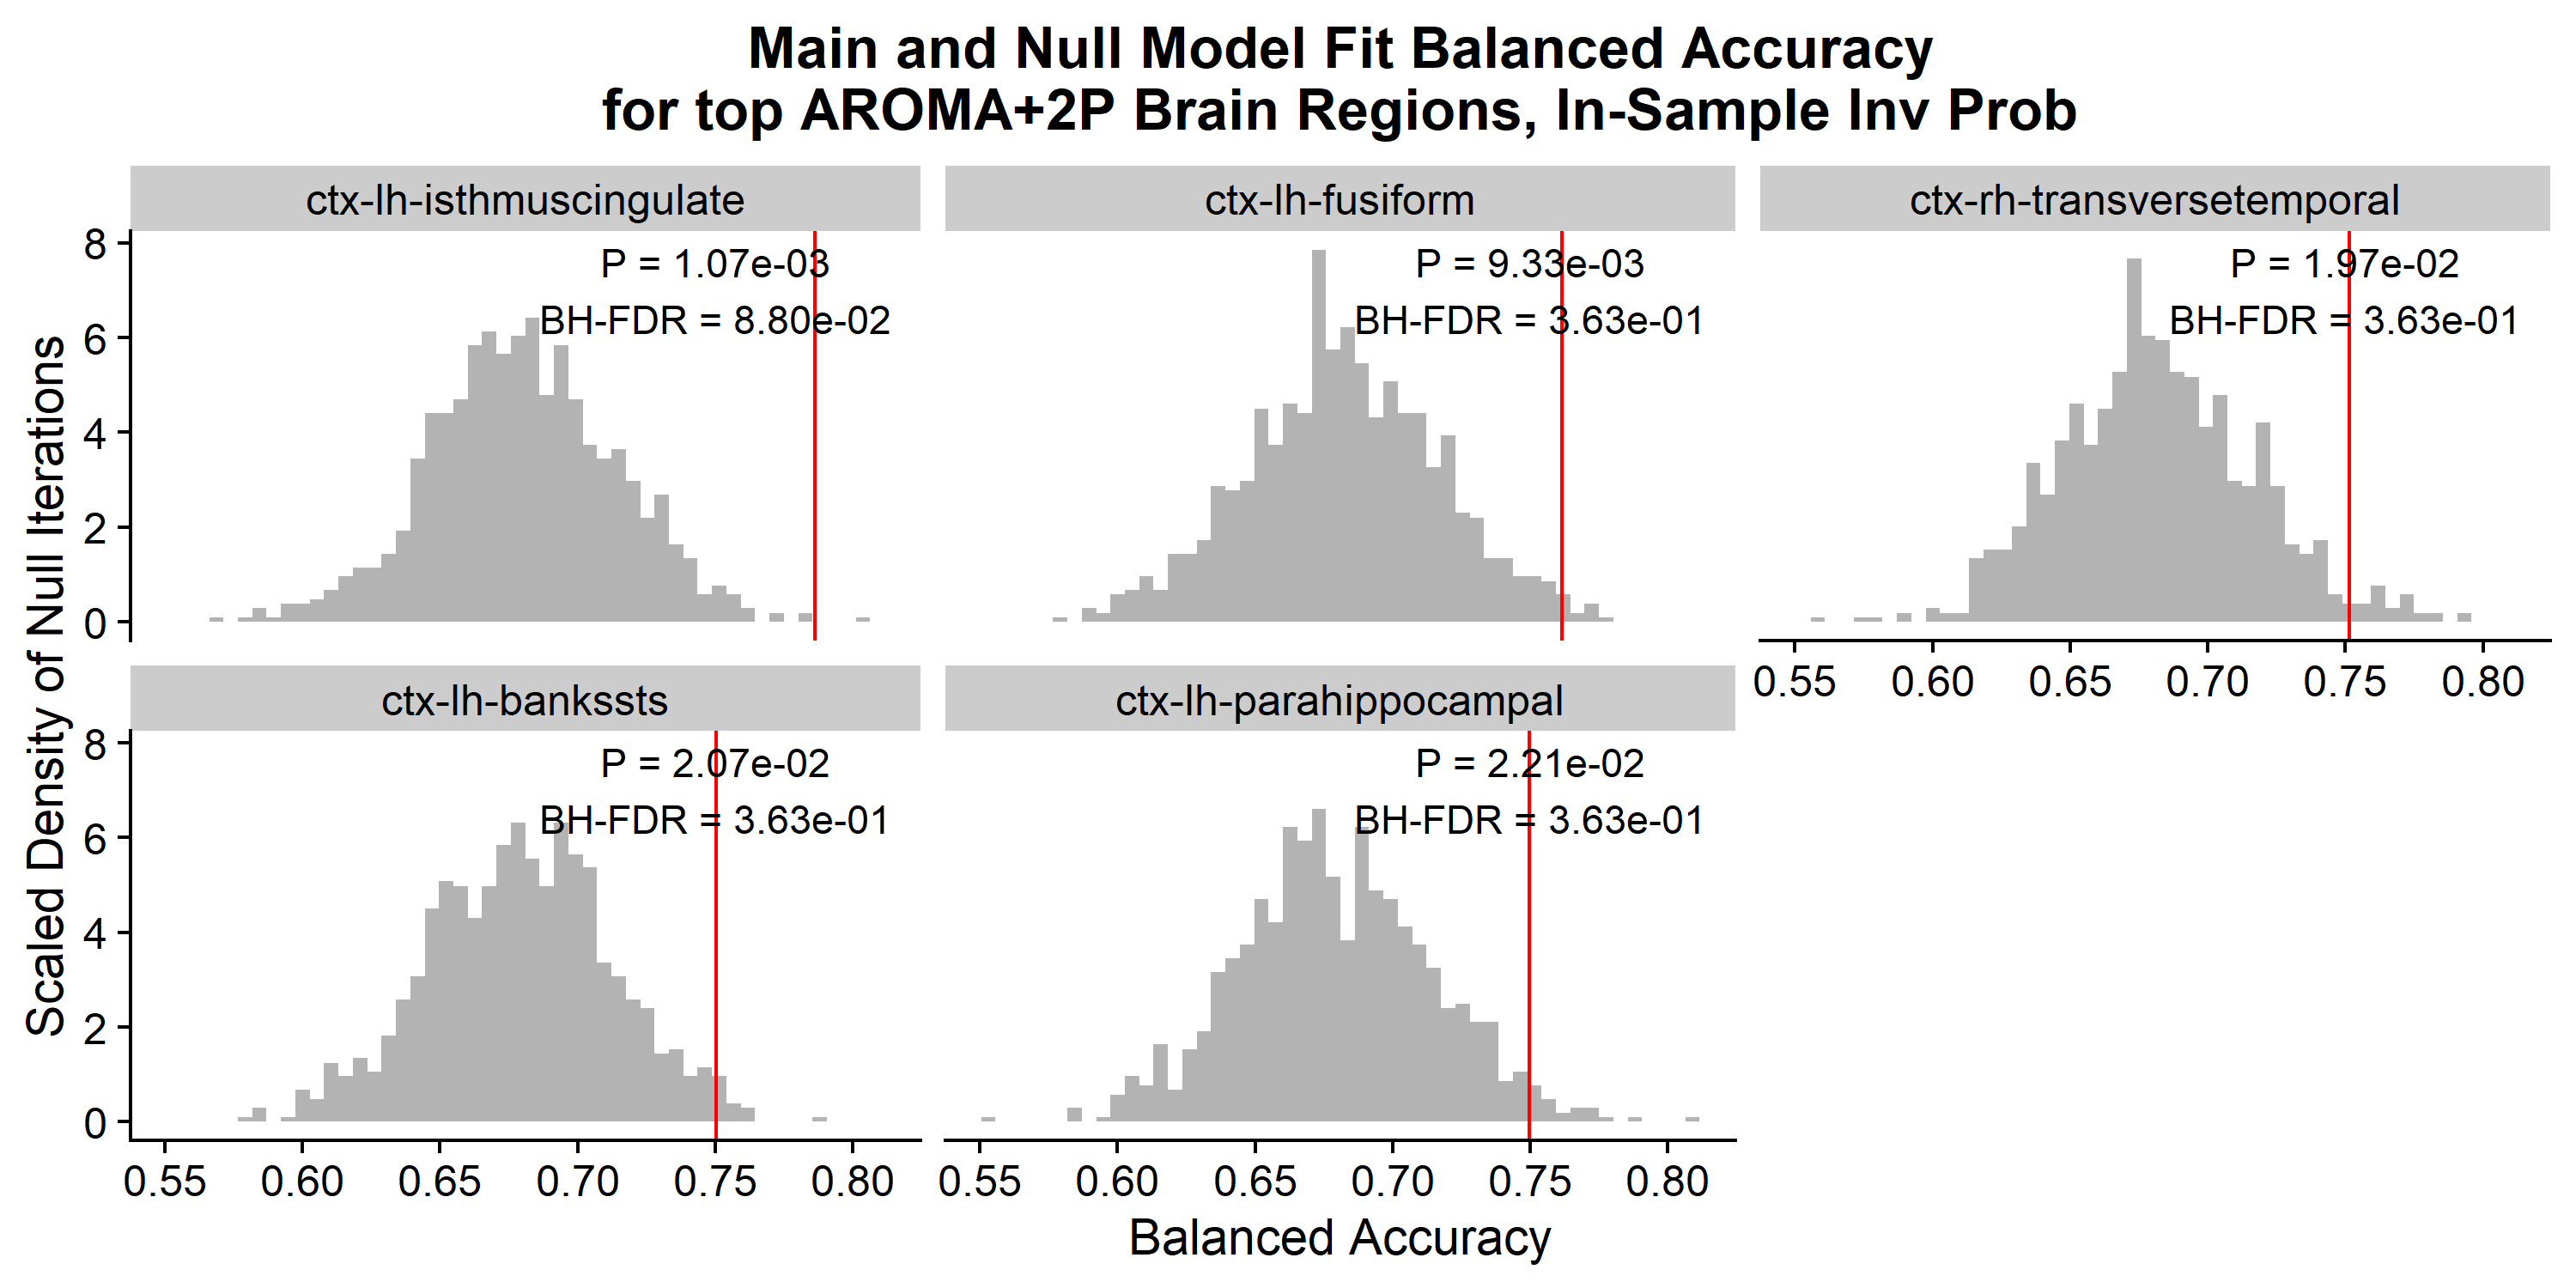 Main and Null Model Fit Balanced Accuracy
for top AROMA+2P Brain Regions, In-Sample Inv Prob
ctx-lh-isthmuscingulate
ctx-lh-fusiform
ctx-rh-transversetemporal
P = 1.07e-03
BH-FDR = 8.80e-02
P = 9.33e-03
BH-FDR = 3.63e-01
P = 1.97e-02
BH-FDR = 3.63e-01
8
6
4
2
0
0.55 0.60 0.65 0.70 0.75 0.80
Scaled Density of Null Iterations
ctx-lh-bankssts
ctx-lh-parahippocampal
P = 2.07e-02
BH-FDR = 3.63e-01
P = 2.21e-02
BH-FDR = 3.63e-01
8
6
4
2
0
0.55 0.60 0.65 0.70 0.75 0.80
0.55 0.60 0.65 0.70 0.75 0.80
Balanced Accuracy